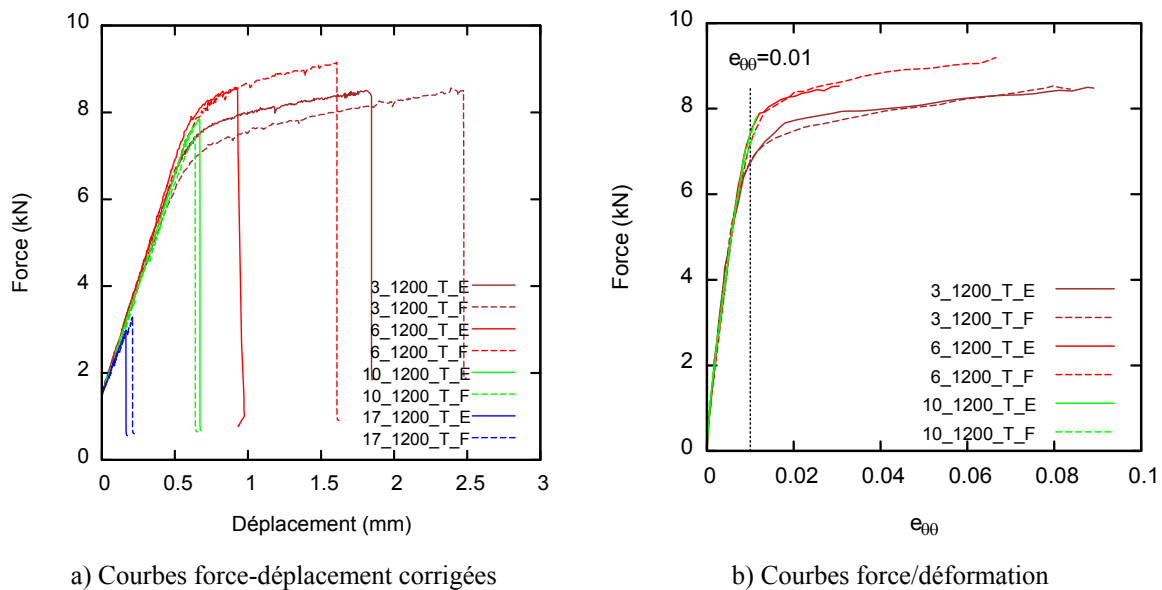 10
8
6
4
2
0
0
0.5
1
1.5
2
2.5
3
Force (kN)
Déplacement (mm)
3_1200_T_E
3_1200_T_F
6_1200_T_E
6_1200_T_F
10_1200_T_E
10_1200_T_F
17_1200_T_E
17_1200_T_F
a) Courbes force-déplacement corrigées
10
8
6
4
2
0
0
0.02
0.04
0.06
0.08
0.1
Force (kN)
eθθ
eθθ=0.01
3_1200_T_E
3_1200_T_F
6_1200_T_E
6_1200_T_F
10_1200_T_E
10_1200_T_F
b) Courbes force/déformation